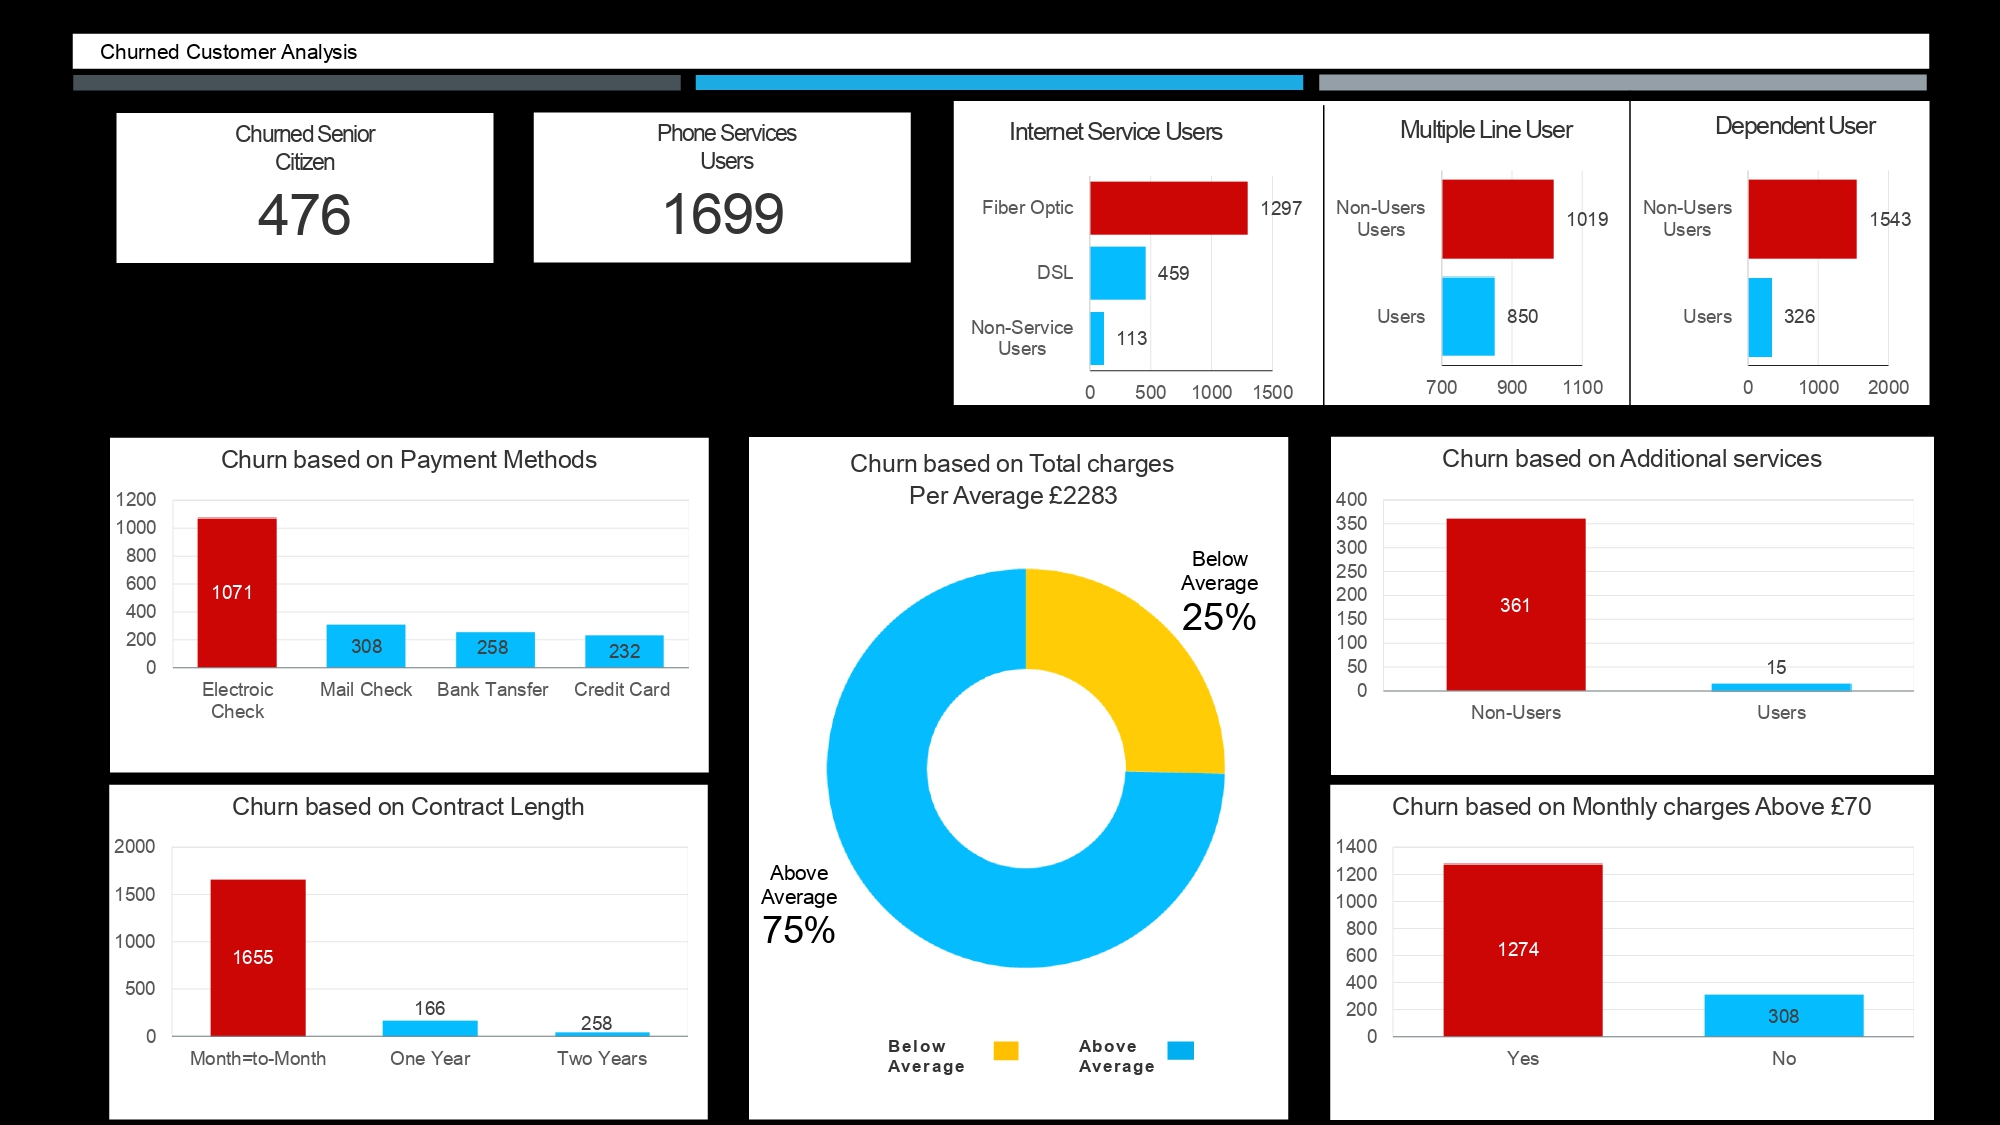 Churned Customer Analysis
Churned Senior
Citizen
476
Phone Services
Users
1699
Internet Service Users
Fiber Optic
1297
DSL
459
Non-Service
Users
113
0 500 1000 1500
Multiple Line User
Non-Users
Users
1019
Users
850
700 900 1100
Dependent User
Non-Users
Users
1543
Users
326
0 1000 2000
Churn based on Payment Methods
1200
1000
800
600
400
200
0
1071
308
258
232
Electroic
Check
Mail Check
Bank Tansfer
Credit Card
Churn based on Contract Length
2000
1500
1000
500
0
1655
166
258
Month=to-Month
One Year
Two Years
Churn based on Total charges
Per Average £2283
Below
Average
25%
Above
Average
75%
Below
Average
Above
Average
Churn based on Additional services
400
350
300
250
200
150
100
50
0
361
15
Non-Users
Users
Churn based on Monthly charges Above £70
1400
1200
1000
800
600
400
200
0
1274
308
Yes
No